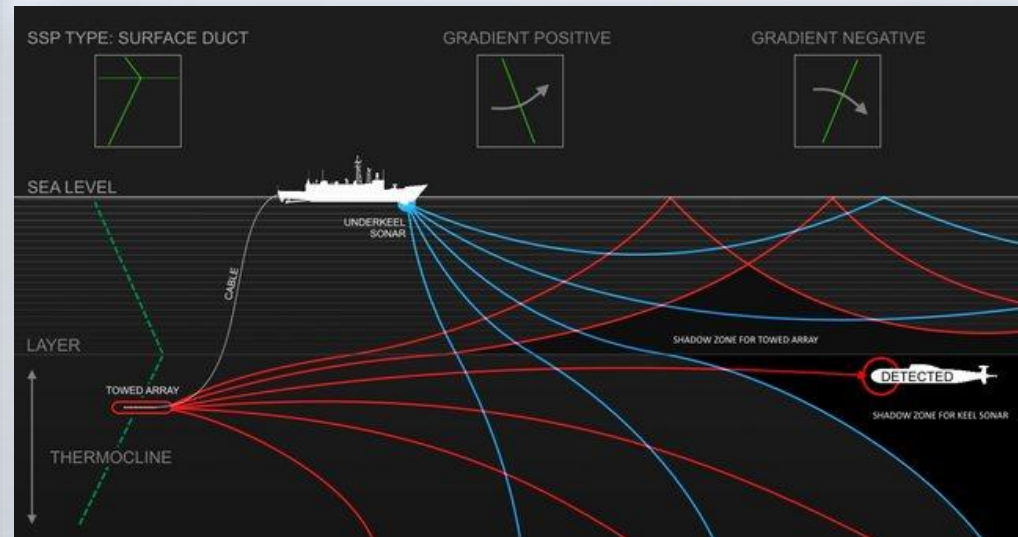 SSP TYPE: SURFACE DUCT
GRADIENT POSITIVE
GRADIENT NEGATIVE
SEA LEVEL
UNDERKEEL
SONAR
CABLE
SHADOW ZONE FOR TOWED ARRAY
LAYER
DETECTED
TOWED ARRAY
SHADOW ZONE FOR KEEL SONAR
THERMOCLINE